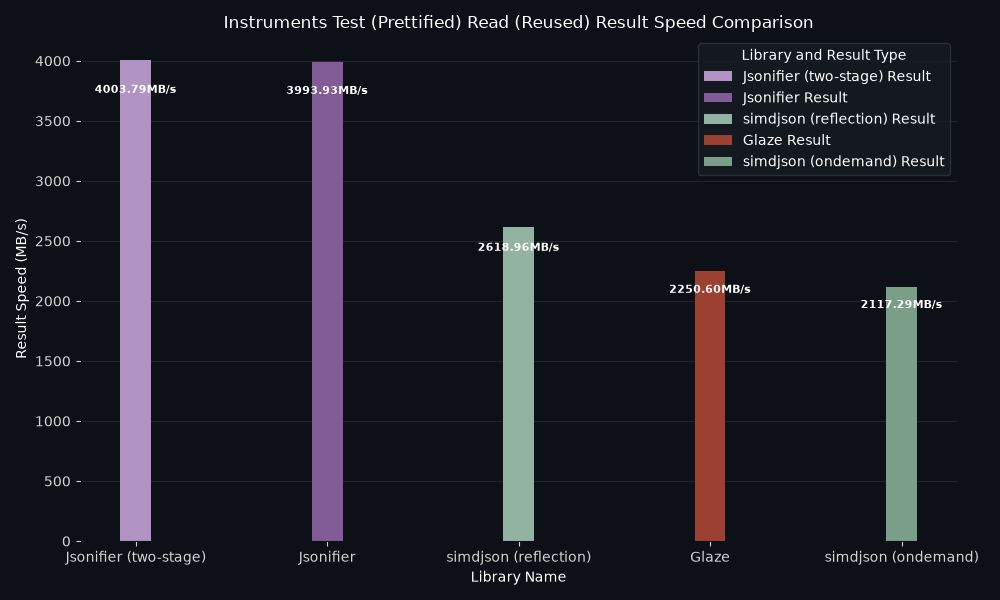 Instruments Test (Prettified) Read (Reused) Result Speed Comparison
Library and Result Type
Jsonifier (two-stage) Result
Jsonifier Result
simdjson (reflection) Result
Glaze Result
simdjson (ondemand) Result
Result Speed (MB/s)
4000
3500
3000
2500
2000
1500
1000
500
0
4003.79MB/s
3993.93MB/s
2618.96MB/s
2250.60MB/s
2117.29MB/s
Jsonifier (two-stage)
Jsonifier
simdjson (reflection)
Glaze
simdjson (ondemand)
Library Name